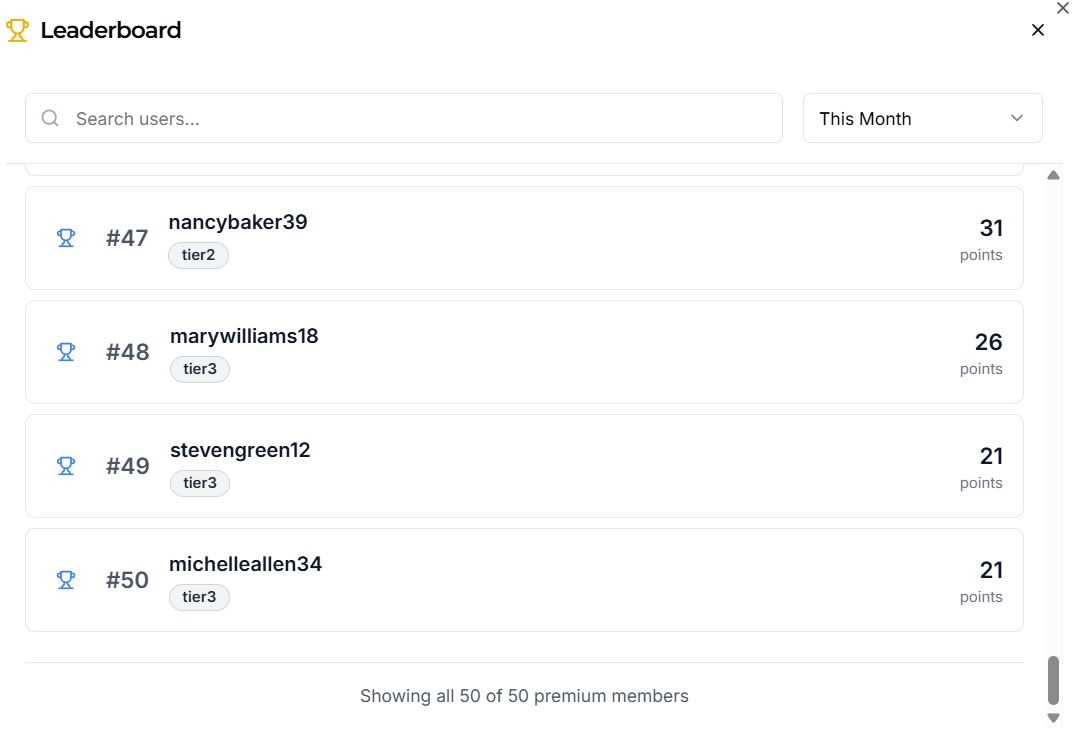 Leaderboard
Search users...
This Month
#47
nancybaker39
tier2
31
points
#48
marywilliams18
tier3
26
points
#49
stevengreen12
tier3
21
points
#50
michelleallen34
tier3
21
points
Showing all 50 of 50 premium members